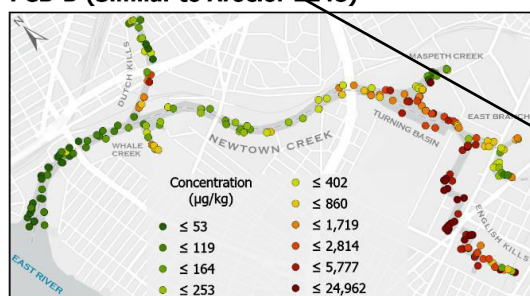 PCB-B (Similar to Aroclor 1248)
N
MASPETH CREEK
DUTCH KILLS
EAST BRANCH
TURNING BASIN
WHALE CREEK
NEWTOWN CREEK
ENGLISH KILLS
EAST RIVER
Concentration
(µg/kg)
≤ 53
≤ 119
≤ 164
≤ 253
≤ 402
≤ 860
≤ 1,719
≤ 2,814
≤ 5,777
≤ 24,962